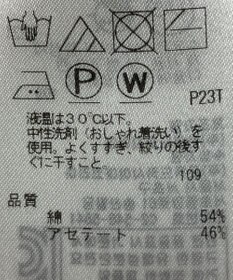 P
W
P23T
液温は30℃以下。
中性洗剤(おしゃれ着洗い)を
使用。よくすすぎ、絞りの後す
ぐに干すこと
109
品質
綿 54%
アセテート 46%